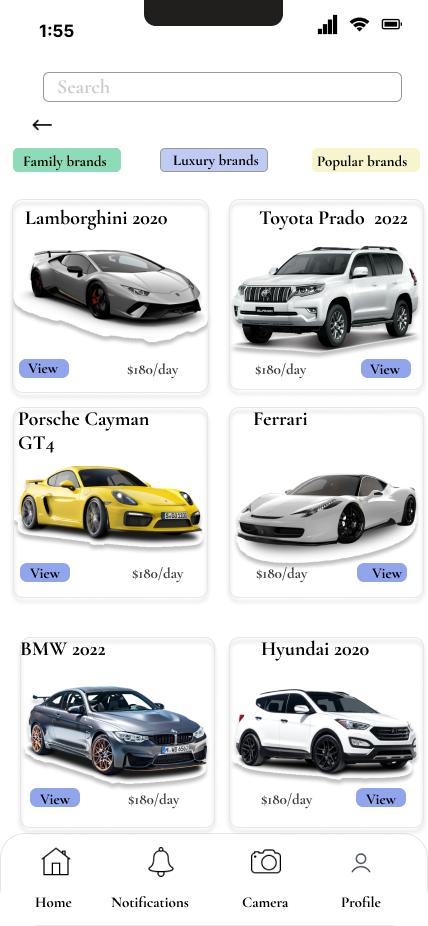 1:55
Search
Family brands
Luxury brands
Popular brands
Lamborghini 2020
Toyota Prado 2022
View
$180/day
$180/day
View
Porsche Cayman
GT4
Ferrari
View
$180/day
$180/day
View
BMW 2022
Hyundai 2020
View
$180/day
$180/day
View
Home
Notifications
Camera
Profile